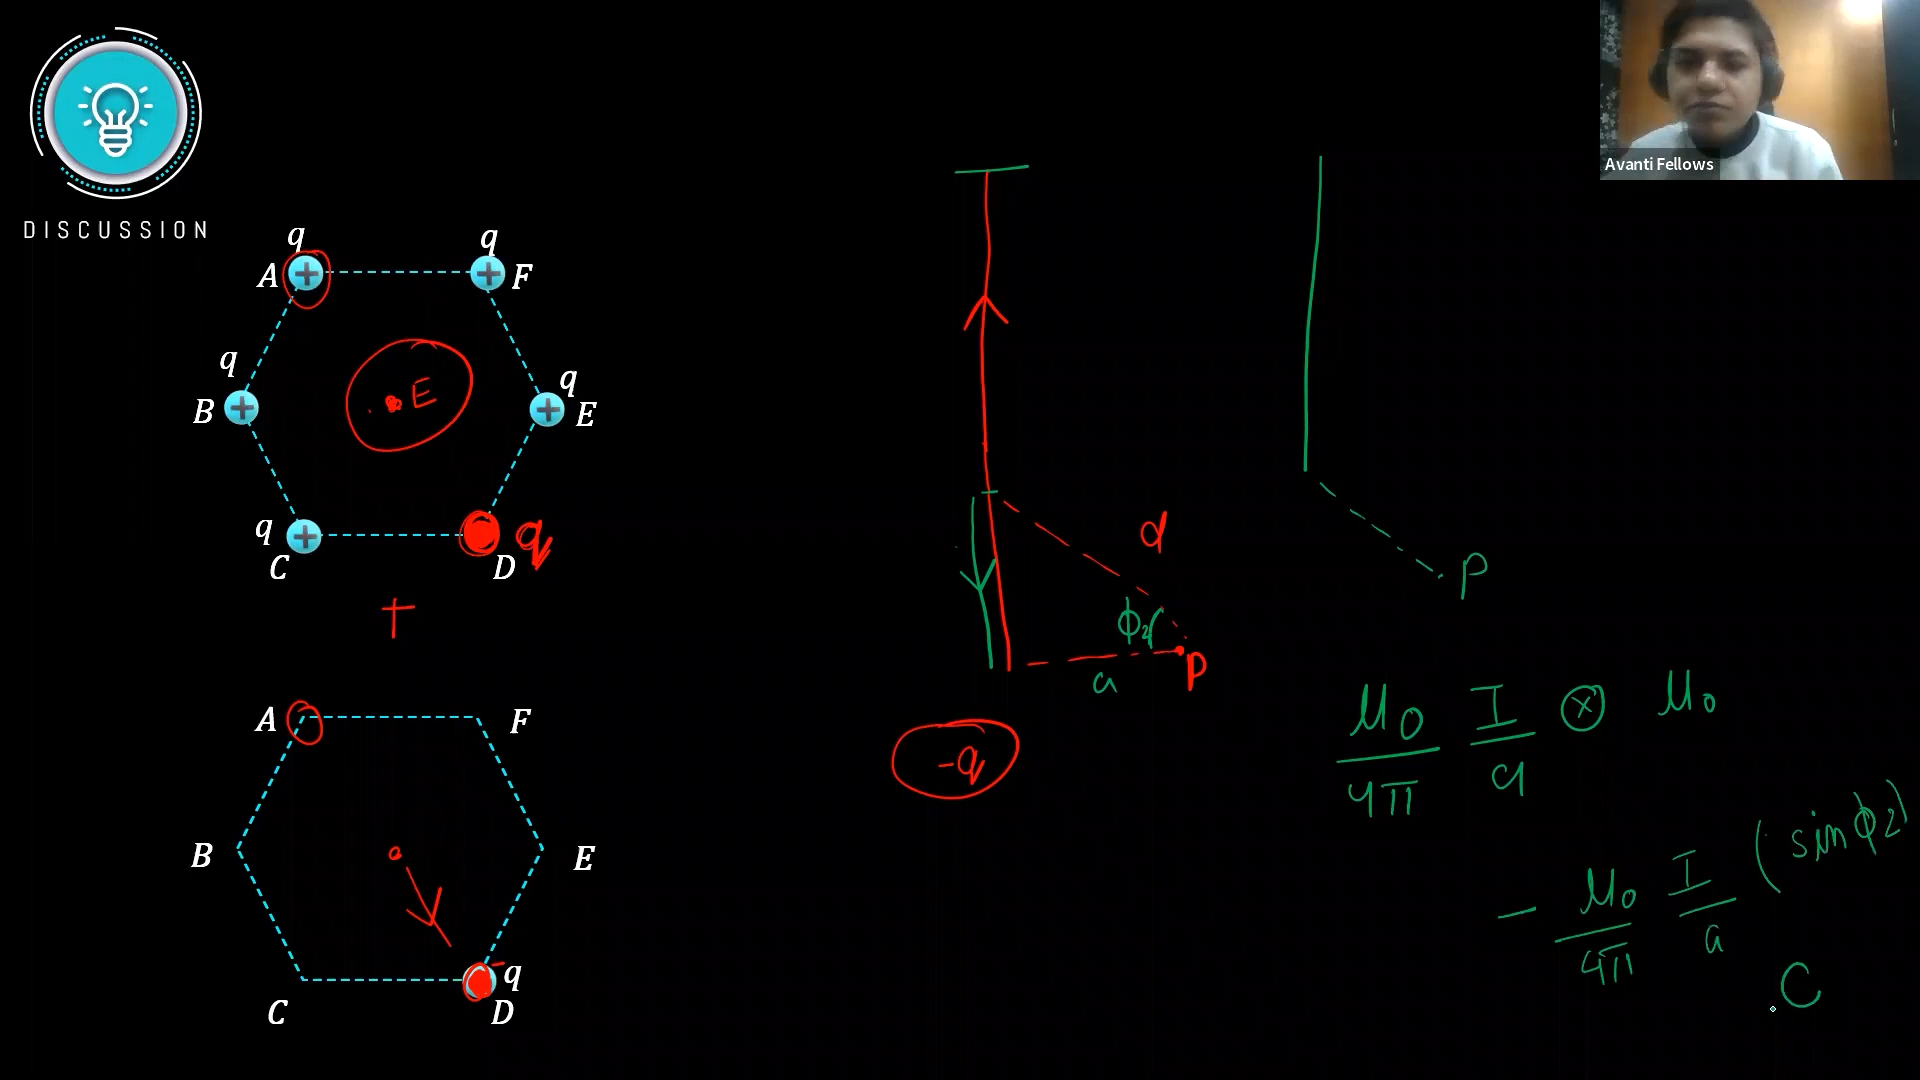 DISCUSSION
Avanti Fellows
q q
A F
q q
B E
E
q q
C D
+
A F
B E
-q
C D
d
ϕ₂
a P
-q
P
μ₀/4π I/a ⊗ μ₀
- μ₀/4π I/a (sinϕ₂)
C